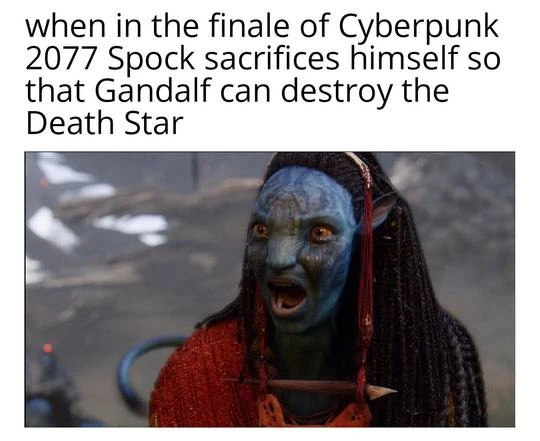 when in the finale of Cyberpunk
2077 Spock sacrifices himself so
that Gandalf can destroy the
Death Star